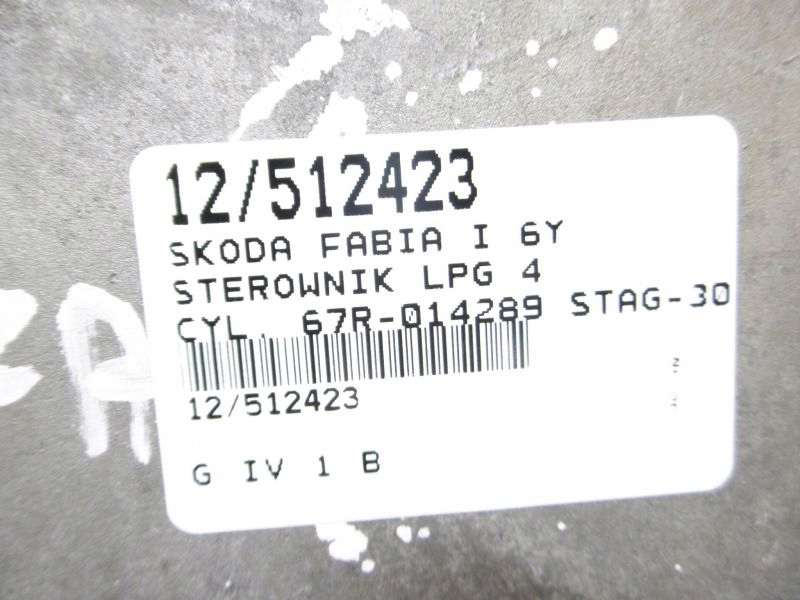 12/512423
SKODA FABIA I 6Y
STEROWNIK LPG 4
CYL. 67R-014289 STAG-30
12/512423
G IV 1 B